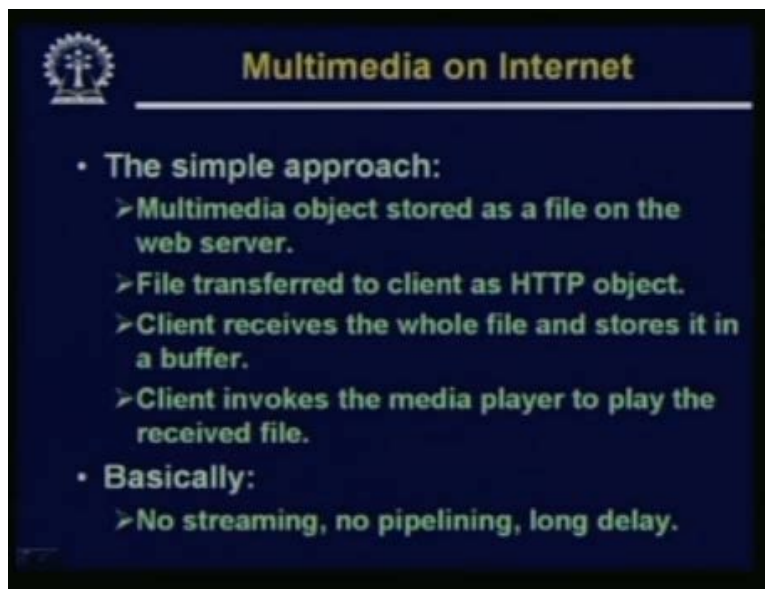 Multimedia on Internet
• The simple approach:
➢Multimedia object stored as a file on the
web server.
➢File transferred to client as HTTP object.
➢Client receives the whole file and stores it in
a buffer.
➢Client invokes the media player to play the
received file.
• Basically:
➢No streaming, no pipelining, long delay.